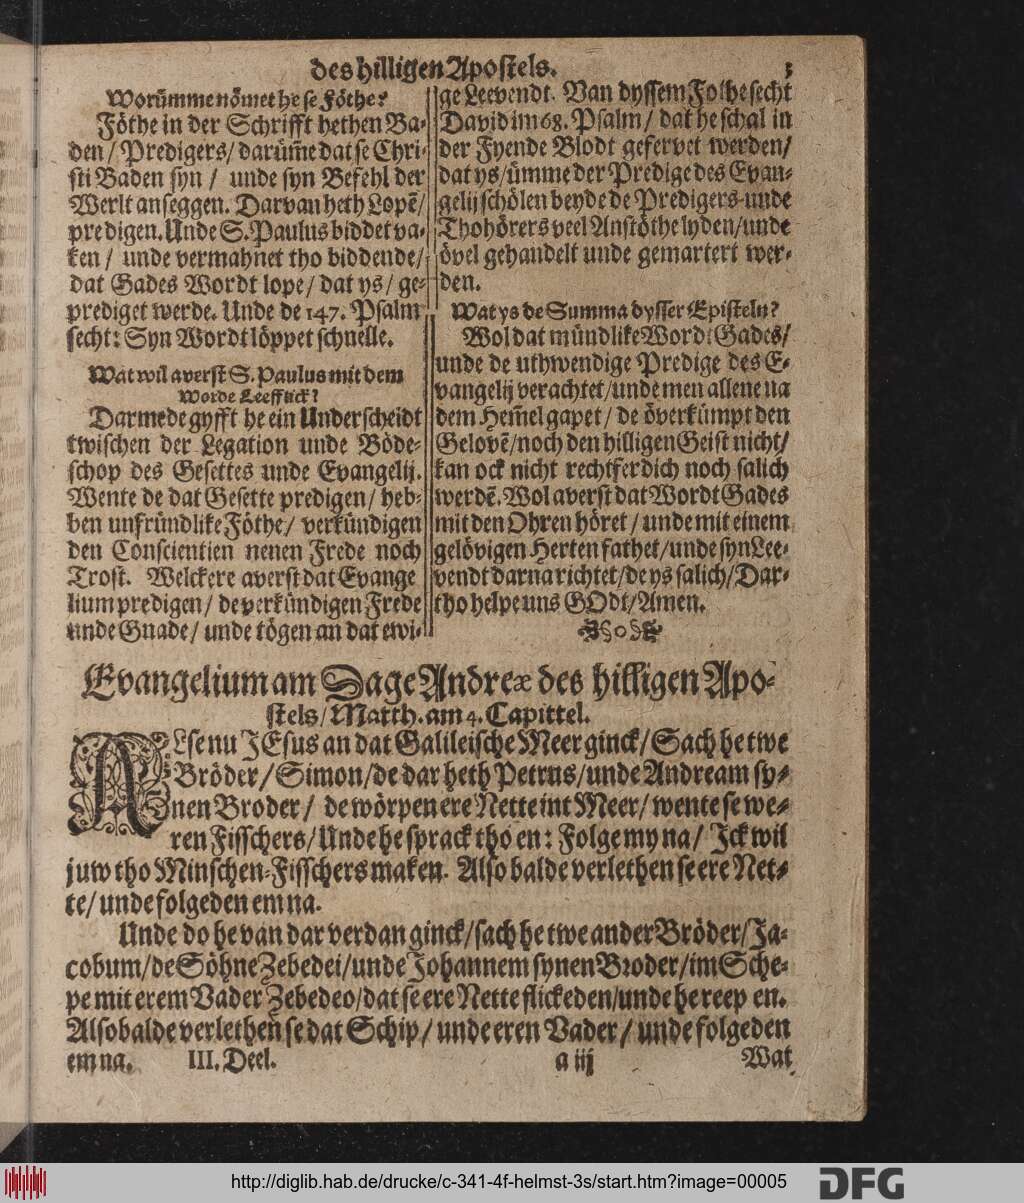 des hilligen Apostels.
Worümme nömet he se Föthe?
Föthe in der Schrifft hethen Ba-
den / Predigers / darüm̃e dat se Chri-
sti Baden syn / unde syn Befehl der
Werlt anseggen. Darvan heth Lopē /
predigen. Unde S. Paulus biddet va-
ken / unde vermahnet tho biddende /
dat Gades Wordt lope / dat ys / ge-
prediget werde. Unde de 147. Psalm
secht: Syn Wordt löppet schnelle.
Wat wil averst S. Paulus mit dem
Worde Leefflick?
Darmede gyfft he ein Underscheidt
twischen der Legation unde Böde-
schop des Gesettes unde Evangelij.
Wente de dat Gesette predigen / heb-
ben unfründlike Föthe / verkündigen
den Conscientien nenen Frede noch
Trost. Welckere averst dat Evange
lium predigen / de verkündigen Frede
unde Gnade / unde tögen an dat ewi-
ge Leevendt. Van dyssem Folke secht
David im 68. Psalm / dat he schal in
der Fyende Blodt gefervet werden /
dat ys / ümme der Predige des Evan-
gelij schölen beyde de Predigers unde
Thohörers veel Anstöthe lyden / unde
övel gehandelt unde gemartert wer-
den.
Wat ys de Summa dysser Episteln?
Wol dat mündlike Wordt Gades /
unde de uthwendige Predige des E-
vangelij verachtet / unde men allene na
dem Hem̃el gapet / de överkümpt den
Gelovē / noch den hilligen Geist nicht /
kan ock nicht rechtferdich noch salich
werdē. Wol averst dat Wordt Gades
mit den Ohren höret / unde mit einem
gelövigen Herten fathet / unde syn Lee-
vendt darna richtet / de ys salich / Dar-
tho helpe uns GOdt / Amen.
Evangelium am Dage Andreæ des hilligen Apo-
stels / Matth. am 4. Capittel.
ALse nu JEsus an dat Galileische Meer ginck / Sach he twe
Bröder / Simon / de dar heth Petrus / unde Andream sy-
nen Broder / de wörpen ere Nette int Meer / wente se we-
ren Fisschers / Unde he sprack tho en: Folge my na / Ick wil
juw tho Minschen-Fisschers maken. Also balde verlethen se ere Net-
te / unde folgeden em na.
Unde do he van dar verdan ginck / sach he twe ander Bröder / Ja-
cobum / de Söhne Zebedei / unde Johannem synen Broder / im Sche-
pe mit erem Vader Zebedeo / dat se ere Nette flickeden / unde he reep en.
Alsobalde verlethen se dat Schip / unde eren Vader / unde folgeden
em na.
III. Deel. a iij Wat
http://diglib.hab.de/drucke/c-341-4f-helmst-3s/start.htm?image=00005 DFG